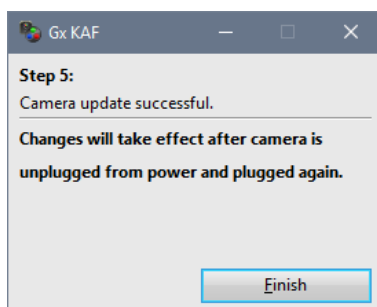 Gx KAF
Step 5:
Camera update successful.
Changes will take effect after camera is
unplugged from power and plugged again.
Finish